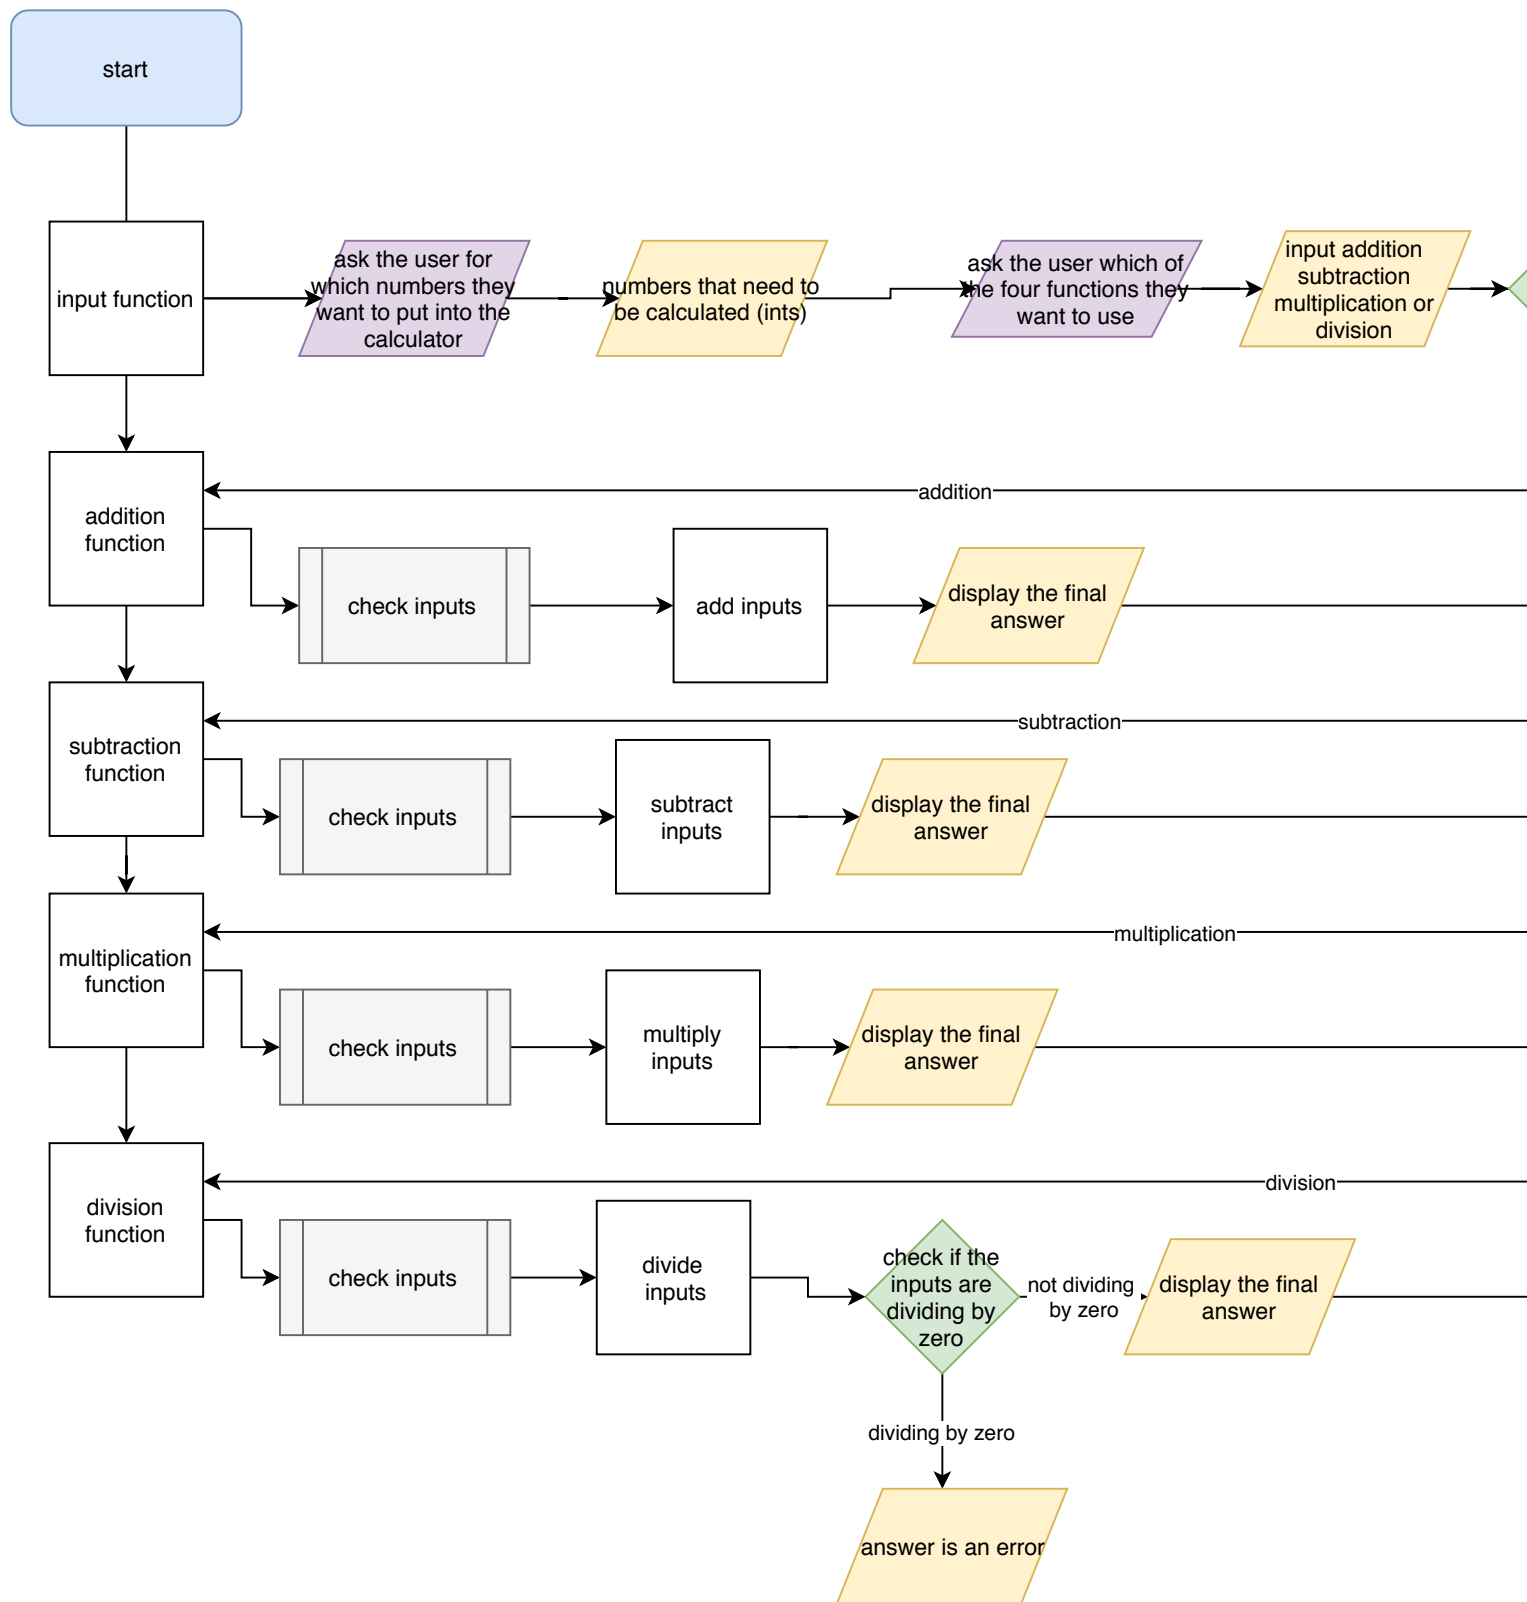 start
input function
ask the user for
which numbers they
want to put into the
calculator
numbers that need to
be calculated (ints)
ask the user which of
the four functions they
want to use
input addition
subtraction
multiplication or
division
addition
addition
function
check inputs
add inputs
display the final
answer
subtraction
subtraction
function
check inputs
subtract
inputs
display the final
answer
multiplication
multiplication
function
check inputs
multiply
inputs
display the final
answer
division
division
function
check inputs
divide
inputs
check if the
inputs are
dividing by
zero
not dividing
by zero
display the final
answer
dividing by zero
answer is an error